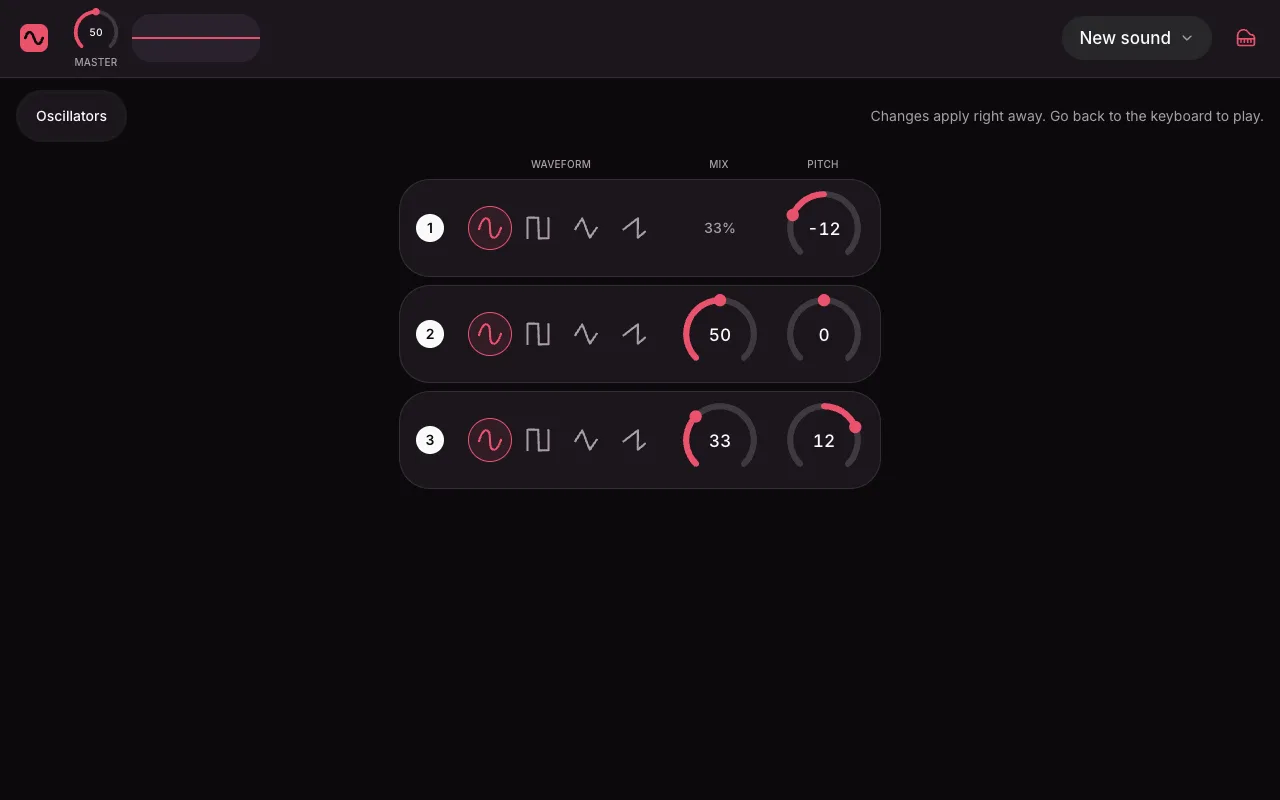 50
MASTER
New sound
Oscillators
Changes apply right away. Go back to the keyboard to play.
WAVEFORM MIX PITCH
1 33% -12
2 50 0
3 33 12